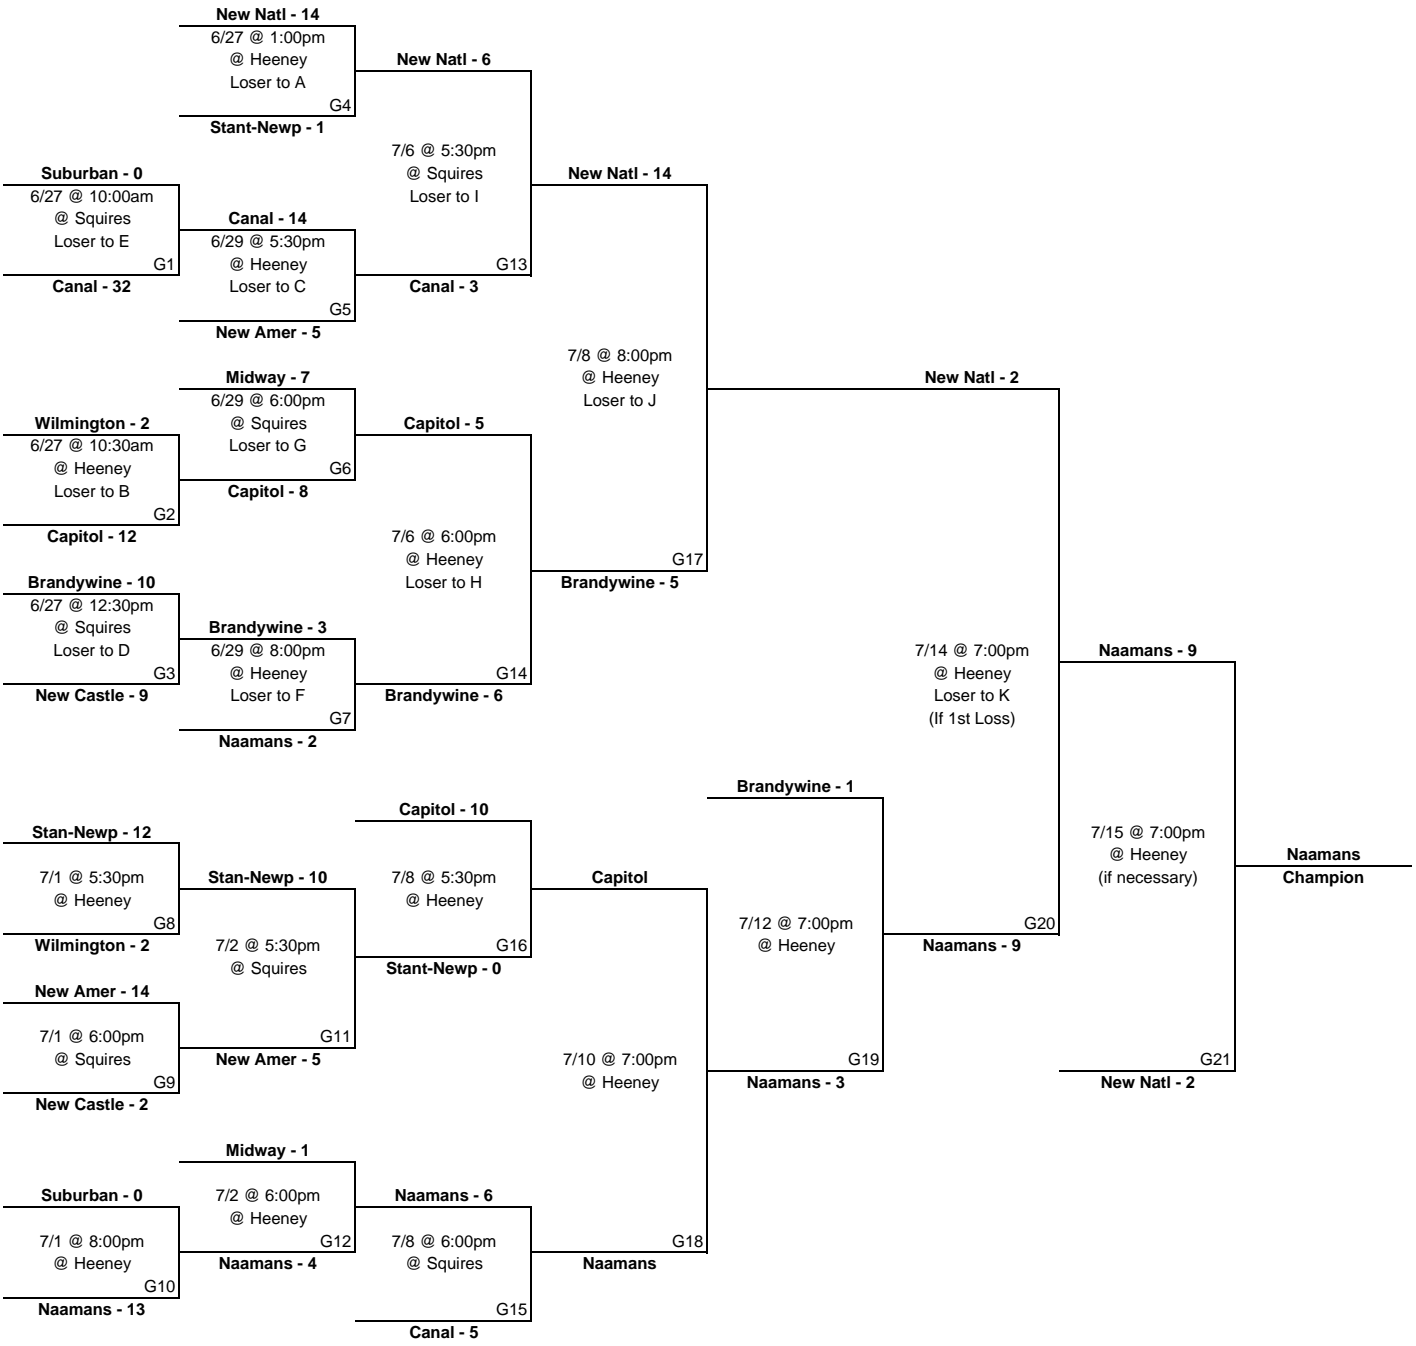 New Natl - 14
6/27 @ 1:00pm
@ Heeney
Loser to A
G4
Stant-Newp - 1
New Natl - 6
7/6 @ 5:30pm
@ Squires
Loser to I
G13
Canal - 3
Suburban - 0
6/27 @ 10:00am
@ Squires
Loser to E
G1
Canal - 32
Canal - 14
6/29 @ 5:30pm
@ Heeney
Loser to C
G5
New Amer - 5
New Natl - 14
7/8 @ 8:00pm
@ Heeney
Loser to J
G17
Brandywine - 5
Midway - 7
6/29 @ 6:00pm
@ Squires
Loser to G
G6
Capitol - 8
Wilmington - 2
6/27 @ 10:30am
@ Heeney
Loser to B
G2
Capitol - 12
Capitol - 5
7/6 @ 6:00pm
@ Heeney
Loser to H
G14
Brandywine - 6
Brandywine - 10
6/27 @ 12:30pm
@ Squires
Loser to D
G3
New Castle - 9
Brandywine - 3
6/29 @ 8:00pm
@ Heeney
Loser to F
G7
Naamans - 2
New Natl - 2
7/14 @ 7:00pm
@ Heeney
Loser to K
(If 1st Loss)
G20
Naamans - 9
Naamans - 9
7/15 @ 7:00pm
@ Heeney
(if necessary)
G21
New Natl - 2
Naamans
Champion
Stan-Newp - 12
7/1 @ 5:30pm
@ Heeney
G8
Wilmington - 2
Stan-Newp - 10
7/2 @ 5:30pm
@ Squires
G11
New Amer - 5
New Amer - 14
7/1 @ 6:00pm
@ Squires
G9
New Castle - 2
Capitol - 10
7/8 @ 5:30pm
@ Heeney
G16
Stant-Newp - 0
Capitol
7/10 @ 7:00pm
@ Heeney
G18
Naamans
Brandywine - 1
7/12 @ 7:00pm
@ Heeney
G19
Naamans - 3
Midway - 1
7/2 @ 6:00pm
@ Heeney
G12
Naamans - 4
Suburban - 0
7/1 @ 8:00pm
@ Heeney
G10
Naamans - 13
Naamans - 6
7/8 @ 6:00pm
@ Squires
G15
Canal - 5